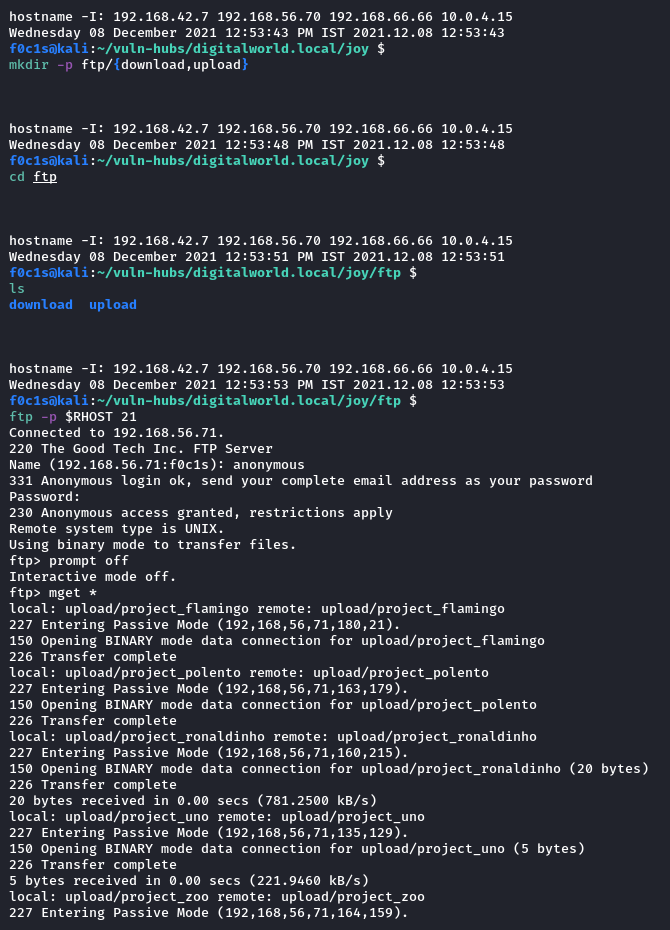 hostname -I: 192.168.42.7 192.168.56.70 192.168.66.66 10.0.4.15
Wednesday 08 December 2021 12:53:43 PM IST 2021.12.08 12:53:43
f0c1s@kali:~/vuln-hubs/digitalworld.local/joy $
mkdir -p ftp/{download,upload}
hostname -I: 192.168.42.7 192.168.56.70 192.168.66.66 10.0.4.15
Wednesday 08 December 2021 12:53:48 PM IST 2021.12.08 12:53:48
f0c1s@kali:~/vuln-hubs/digitalworld.local/joy $
cd ftp
hostname -I: 192.168.42.7 192.168.56.70 192.168.66.66 10.0.4.15
Wednesday 08 December 2021 12:53:51 PM IST 2021.12.08 12:53:51
f0c1s@kali:~/vuln-hubs/digitalworld.local/joy/ftp $
ls
download  upload
hostname -I: 192.168.42.7 192.168.56.70 192.168.66.66 10.0.4.15
Wednesday 08 December 2021 12:53:53 PM IST 2021.12.08 12:53:53
f0c1s@kali:~/vuln-hubs/digitalworld.local/joy/ftp $
ftp -p $RHOST 21
Connected to 192.168.56.71.
220 The Good Tech Inc. FTP Server
Name (192.168.56.71:f0c1s): anonymous
331 Anonymous login ok, send your complete email address as your password
Password:
230 Anonymous access granted, restrictions apply
Remote system type is UNIX.
Using binary mode to transfer files.
ftp> prompt off
Interactive mode off.
ftp> mget *
local: upload/project_flamingo remote: upload/project_flamingo
227 Entering Passive Mode (192,168,56,71,180,21).
150 Opening BINARY mode data connection for upload/project_flamingo
226 Transfer complete
local: upload/project_polento remote: upload/project_polento
227 Entering Passive Mode (192,168,56,71,163,179).
150 Opening BINARY mode data connection for upload/project_polento
226 Transfer complete
local: upload/project_ronaldinho remote: upload/project_ronaldinho
227 Entering Passive Mode (192,168,56,71,160,215).
150 Opening BINARY mode data connection for upload/project_ronaldinho (20 bytes)
226 Transfer complete
20 bytes received in 0.00 secs (781.2500 kB/s)
local: upload/project_uno remote: upload/project_uno
227 Entering Passive Mode (192,168,56,71,135,129).
150 Opening BINARY mode data connection for upload/project_uno (5 bytes)
226 Transfer complete
5 bytes received in 0.00 secs (221.9460 kB/s)
local: upload/project_zoo remote: upload/project_zoo
227 Entering Passive Mode (192,168,56,71,164,159).